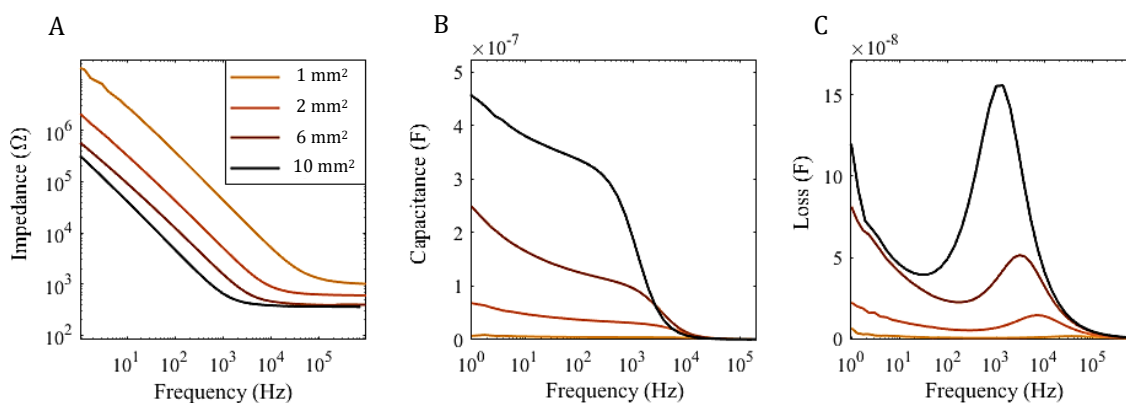 A
Impedance (Ω)
10⁶
10⁵
10⁴
10³
10²
10¹
10²
10³
10⁴
10⁵
Frequency (Hz)
1 mm²
2 mm²
6 mm²
10 mm²
B
×10⁻⁷
Capacitance (F)
5
4
3
2
1
0
10⁰
10¹
10²
10³
10⁴
10⁵
Frequency (Hz)
C
×10⁻⁸
Loss (F)
15
10
5
0
10⁰
10¹
10²
10³
10⁴
10⁵
Frequency (Hz)